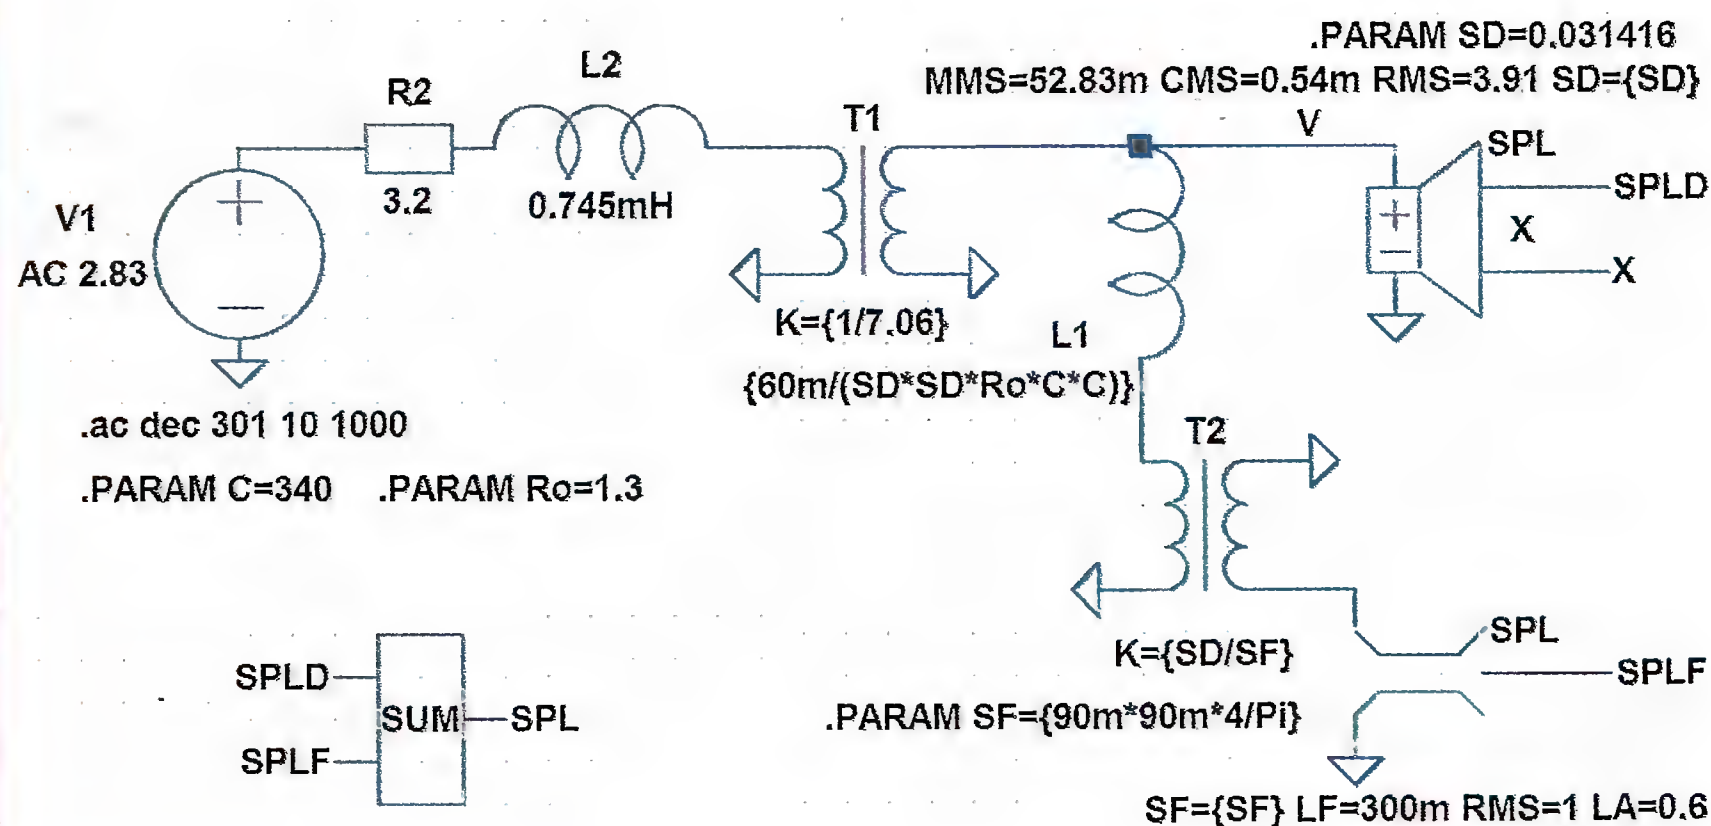 .PARAM SD=0.031416
MMS=52.83m CMS=0.54m RMS=3.91 SD={SD}
L2
R2
T1
V
SPL
SPLD
X
X
3.2
0.745mH
V1
AC 2.83
K={1/7.06}
L1
{60m/(SD*SD*Ro*C*C)}
.ac dec 301 10 1000
T2
.PARAM C=340 .PARAM Ro=1.3
SPL
K={SD/SF}
SPLF
SPLD
SUM
SPL
SPLF
.PARAM SF={90m*90m*4/Pi}
SF={SF} LF=300m RMS=1 LA=0.6